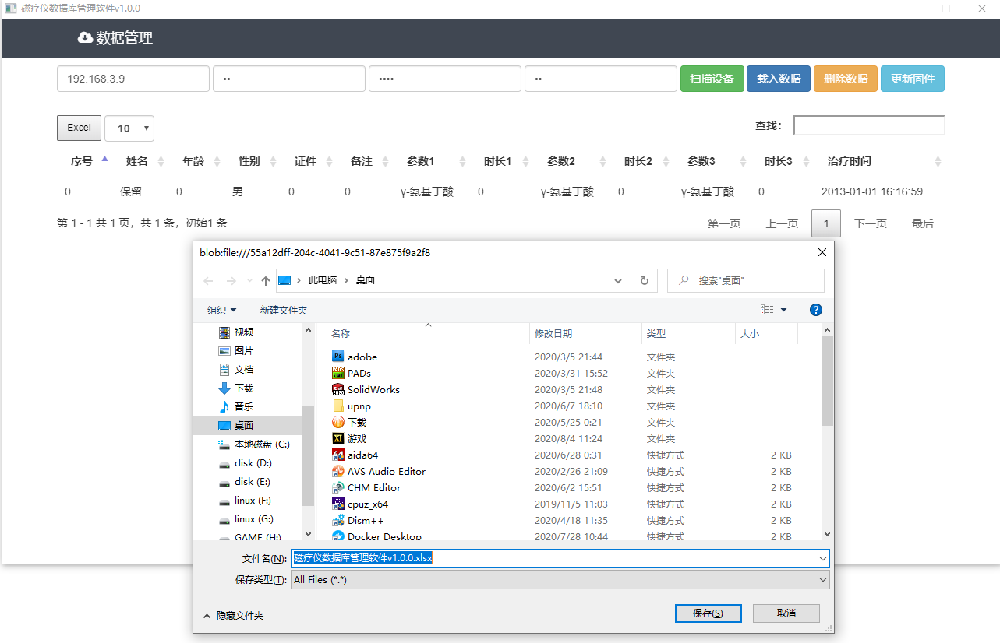 磁疗仪数据库管理软件v1.0.0
数据管理
192.168.3.9 •• •••• •• 扫描设备 载入数据 删除数据 更新固件
Excel 10 查找：
序号 姓名 年龄 性别 证件 备注 参数1 时长1 参数2 时长2 参数3 时长3 治疗时间
0 保留 0 男 0 0 γ-氨基丁酸 0 γ-氨基丁酸 0 γ-氨基丁酸 0 2013-01-01 16:16:59
第 1 - 1 共 1 页，共 1 条，初始1 条 第一页 上一页 1 下一页 最后
blob:file:///55a12dff-204c-4041-9c51-87e875f9a2f8
此电脑 › 桌面 搜索"桌面"
组织 新建文件夹
视频
图片
文档
下载
音乐
桌面
本地磁盘 (C:)
disk (D:)
disk (E:)
linux (F:)
linux (G:)
GAME (H:)
名称 修改日期 类型 大小
adobe 2020/3/5 21:44 文件夹
PADs 2020/3/31 15:52 文件夹
SolidWorks 2020/3/5 21:48 文件夹
upnp 2020/6/7 18:10 文件夹
下载 2020/5/25 0:21 文件夹
游戏 2020/8/4 11:24 文件夹
aida64 2020/6/28 0:31 快捷方式 2 KB
AVS Audio Editor 2020/2/26 21:09 快捷方式 2 KB
CHM Editor 2020/6/2 15:51 快捷方式 2 KB
cpuz_x64 2019/11/5 11:03 快捷方式 2 KB
Dism++ 2020/4/18 11:35 快捷方式 2 KB
Docker Desktop 2020/7/28 10:44 快捷方式 2 KB
文件名(N): 磁疗仪数据库管理软件v1.0.0.xlsx
保存类型(T): All Files (*.*)
隐藏文件夹 保存(S) 取消